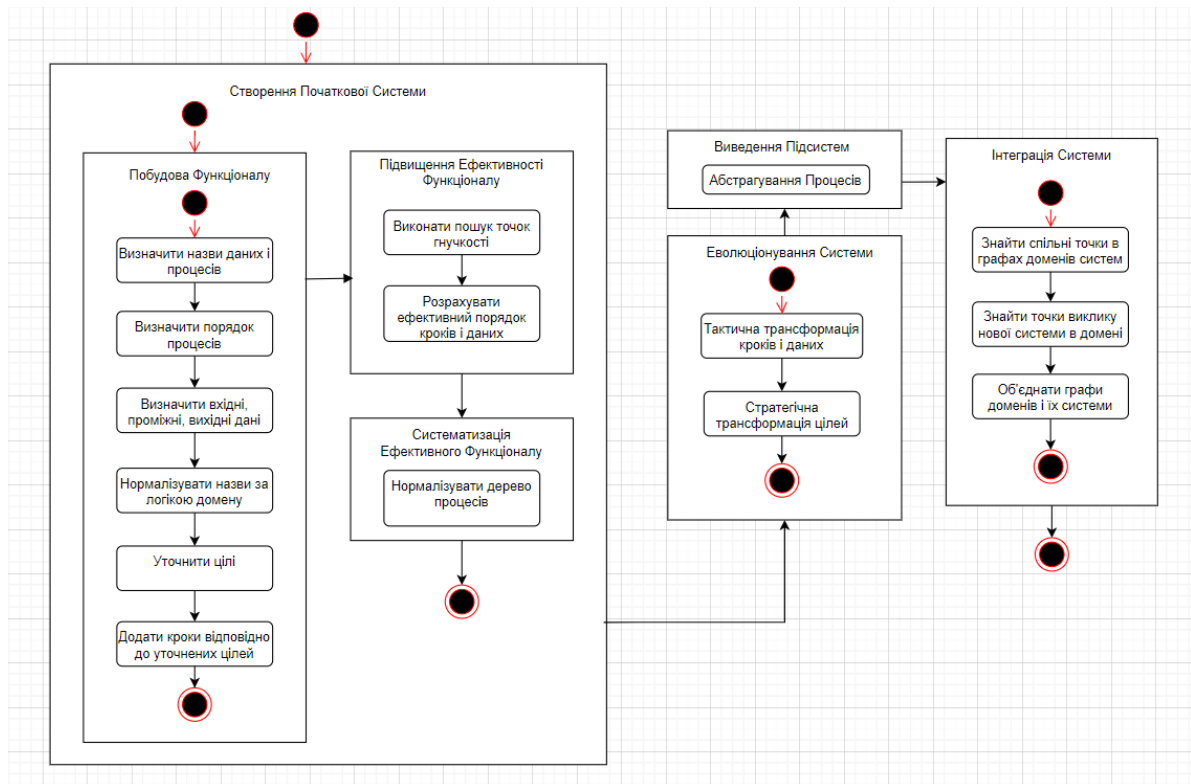 Створення Початкової Системи
Побудова Функціоналу
Визначити назви даних і
процесів
Визначити порядок
процесів
Визначити вхідні,
проміжні, вихідні дані
Нормалізувати назви за
логікою домену
Уточнити цілі
Додати кроки відповідно
до уточнених цілей
Підвищення Ефективності
Функціоналу
Виконати пошук точок
гнучкості
Розрахувати
ефективний порядок
кроків і даних
Систематизація
Ефективного Функціоналу
Нормалізувати дерево
процесів
Виведення Підсистем
Абстрагування Процесів
Еволюціонування Системи
Тактична трансформація
кроків і даних
Стратегічна
трансформація цілей
Інтеграція Системи
Знайти спільні точки в
графах доменів систем
Знайти точки виклику
нової системи в домені
Об'єднати графи
доменів і їх системи